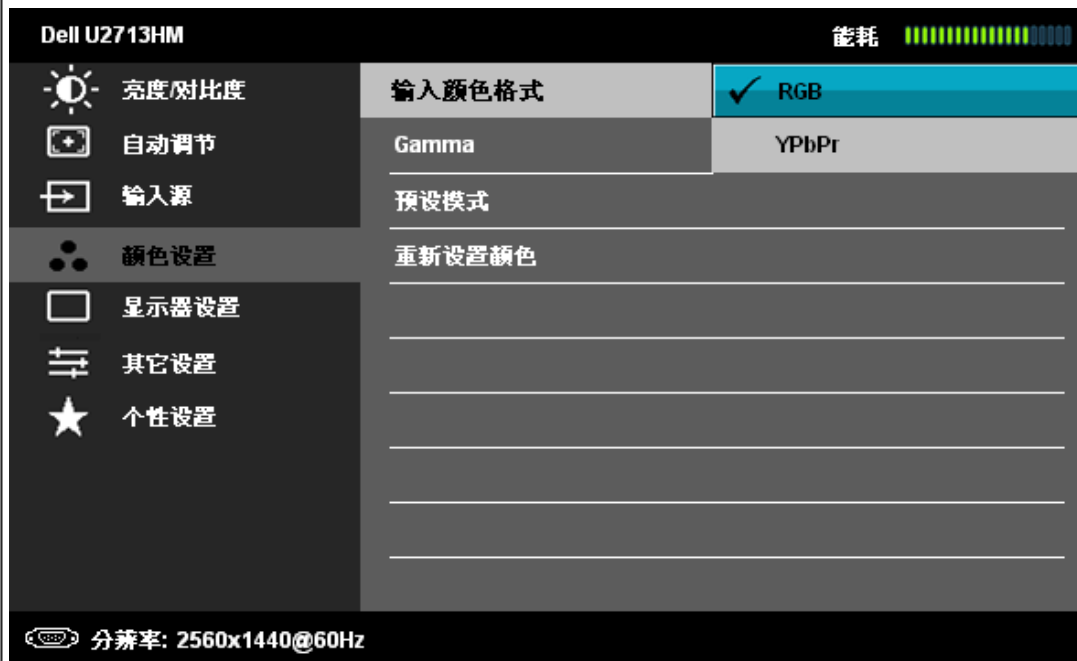 Dell U2713HM
能耗
亮度/对比度
自动调节
输入源
颜色设置
显示器设置
其它设置
个性设置
输入颜色格式
Gamma
预设模式
重新设置颜色
RGB
YPbPr
分辨率: 2560x1440@60Hz